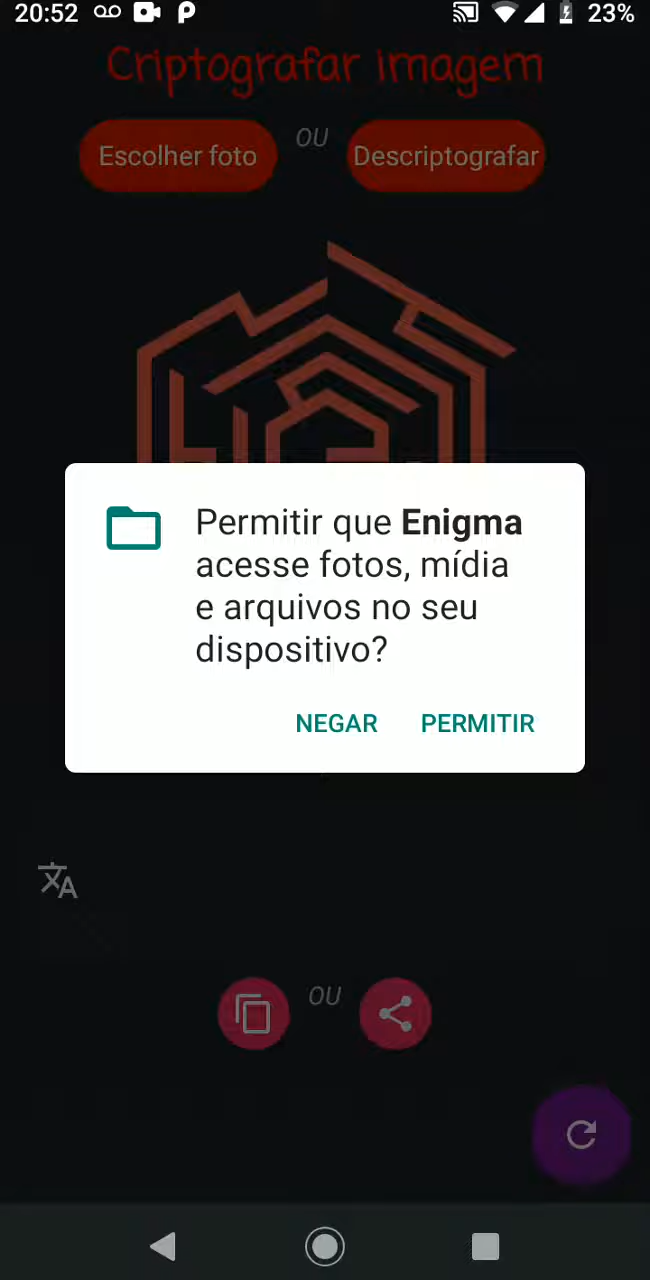 20:52 23%
Criptografar imagem
Escolher foto OU Descriptografar
Permitir que Enigma
acesse fotos, mídia
e arquivos no seu
dispositivo?
NEGAR PERMITIR
OU